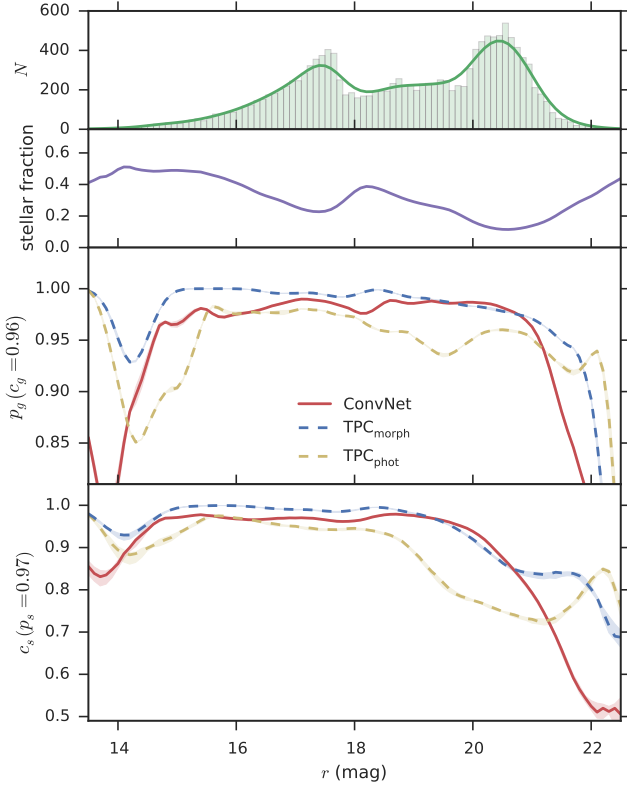 600
400
200
0
N
0.6
0.4
0.2
0.0
stellar fraction
1.00
0.95
0.90
0.85
p_g (c_g = 0.96)
ConvNet
TPC_morph
TPC_phot
1.0
0.9
0.8
0.7
0.6
0.5
c_s (p_s = 0.97)
14 16 18 20 22
r (mag)